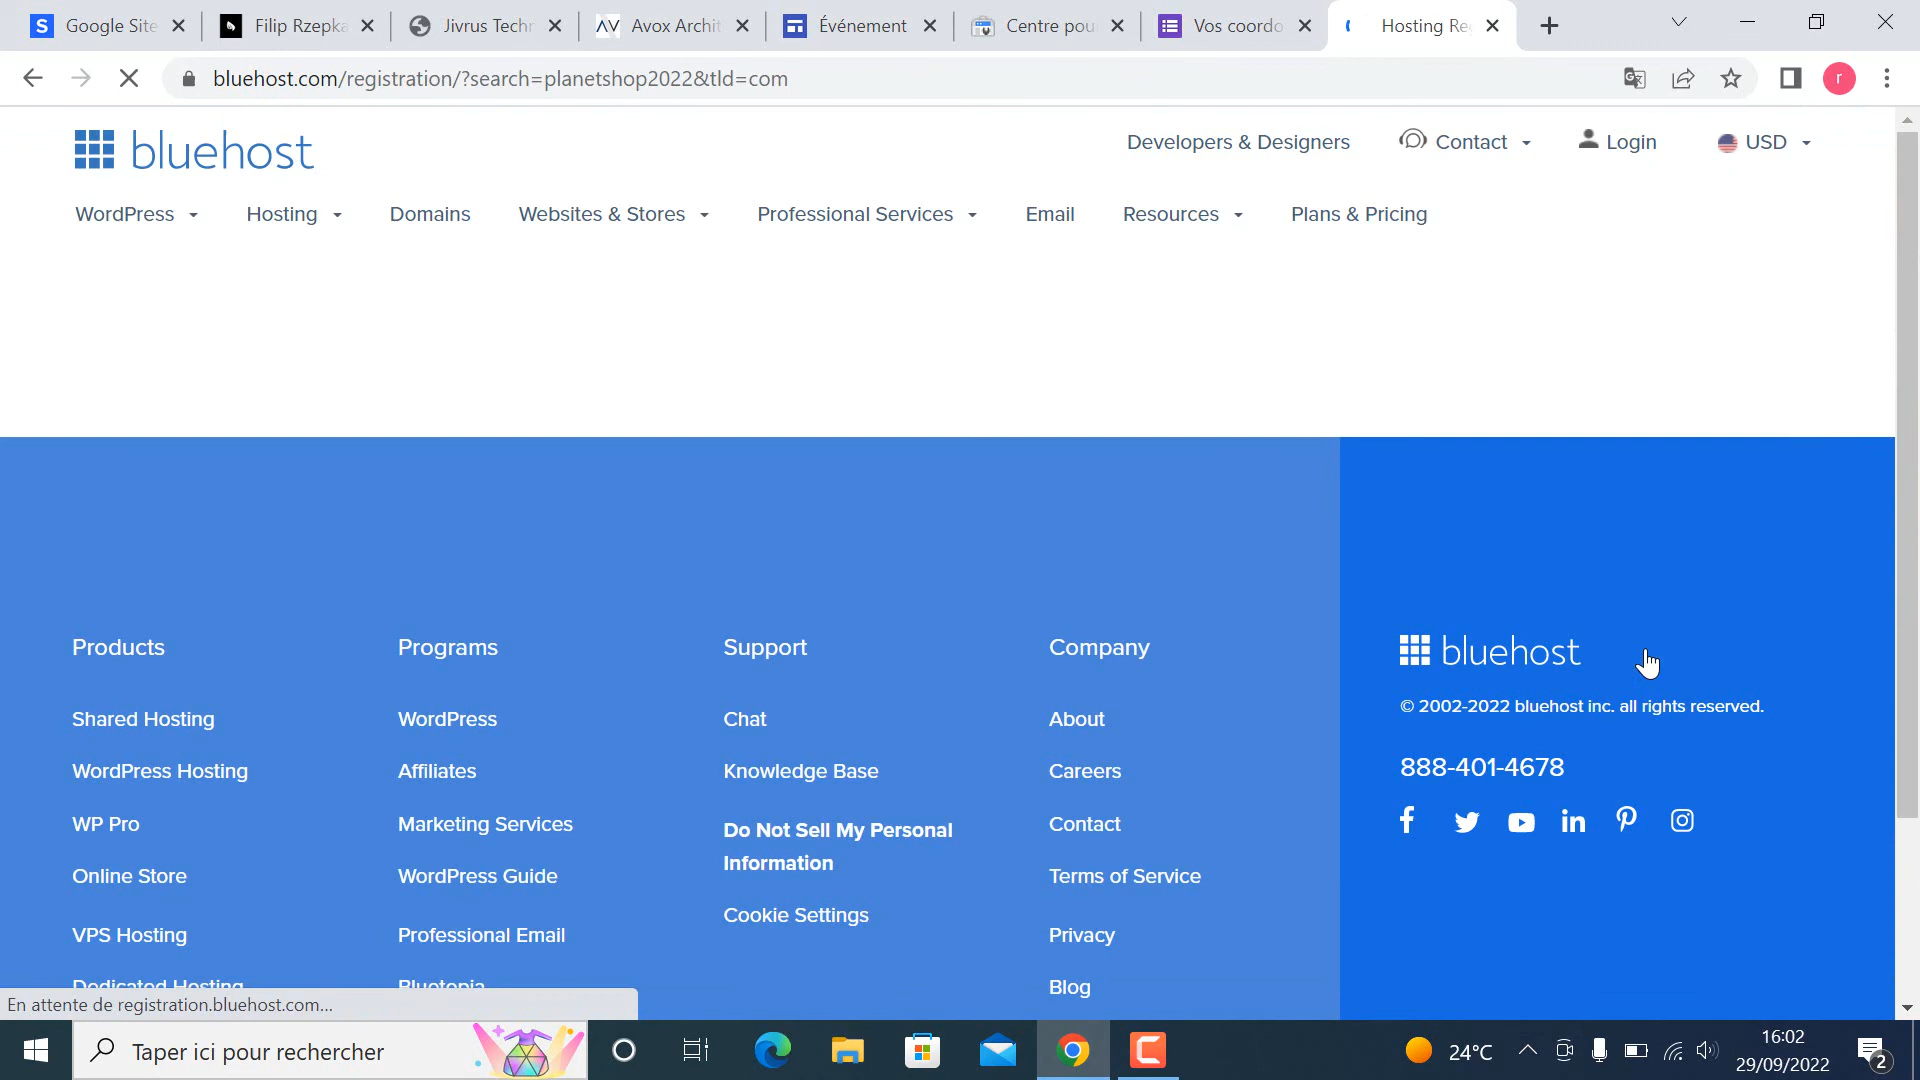 Google Site
Filip Rzepka
Jivrus Techn
Avox Archit
Événement
Centre pou
Vos coordo
Hosting Reg
bluehost.com/registration/?search=planetshop2022&tld=com
r
bluehost
Developers & Designers
Contact
Login
USD
WordPress
Hosting
Domains
Websites & Stores
Professional Services
Email
Resources
Plans & Pricing
Products
Shared Hosting
WordPress Hosting
WP Pro
Online Store
VPS Hosting
Dedicated Hosting
Programs
WordPress
Affiliates
Marketing Services
WordPress Guide
Professional Email
Bluetopia
Support
Chat
Knowledge Base
Do Not Sell My Personal
Information
Cookie Settings
Company
About
Careers
Contact
Terms of Service
Privacy
Blog
bluehost
© 2002-2022 bluehost inc. all rights reserved.
888-401-4678
En attente de registration.bluehost.com...
Taper ici pour rechercher
24°C
16:02
29/09/2022
2